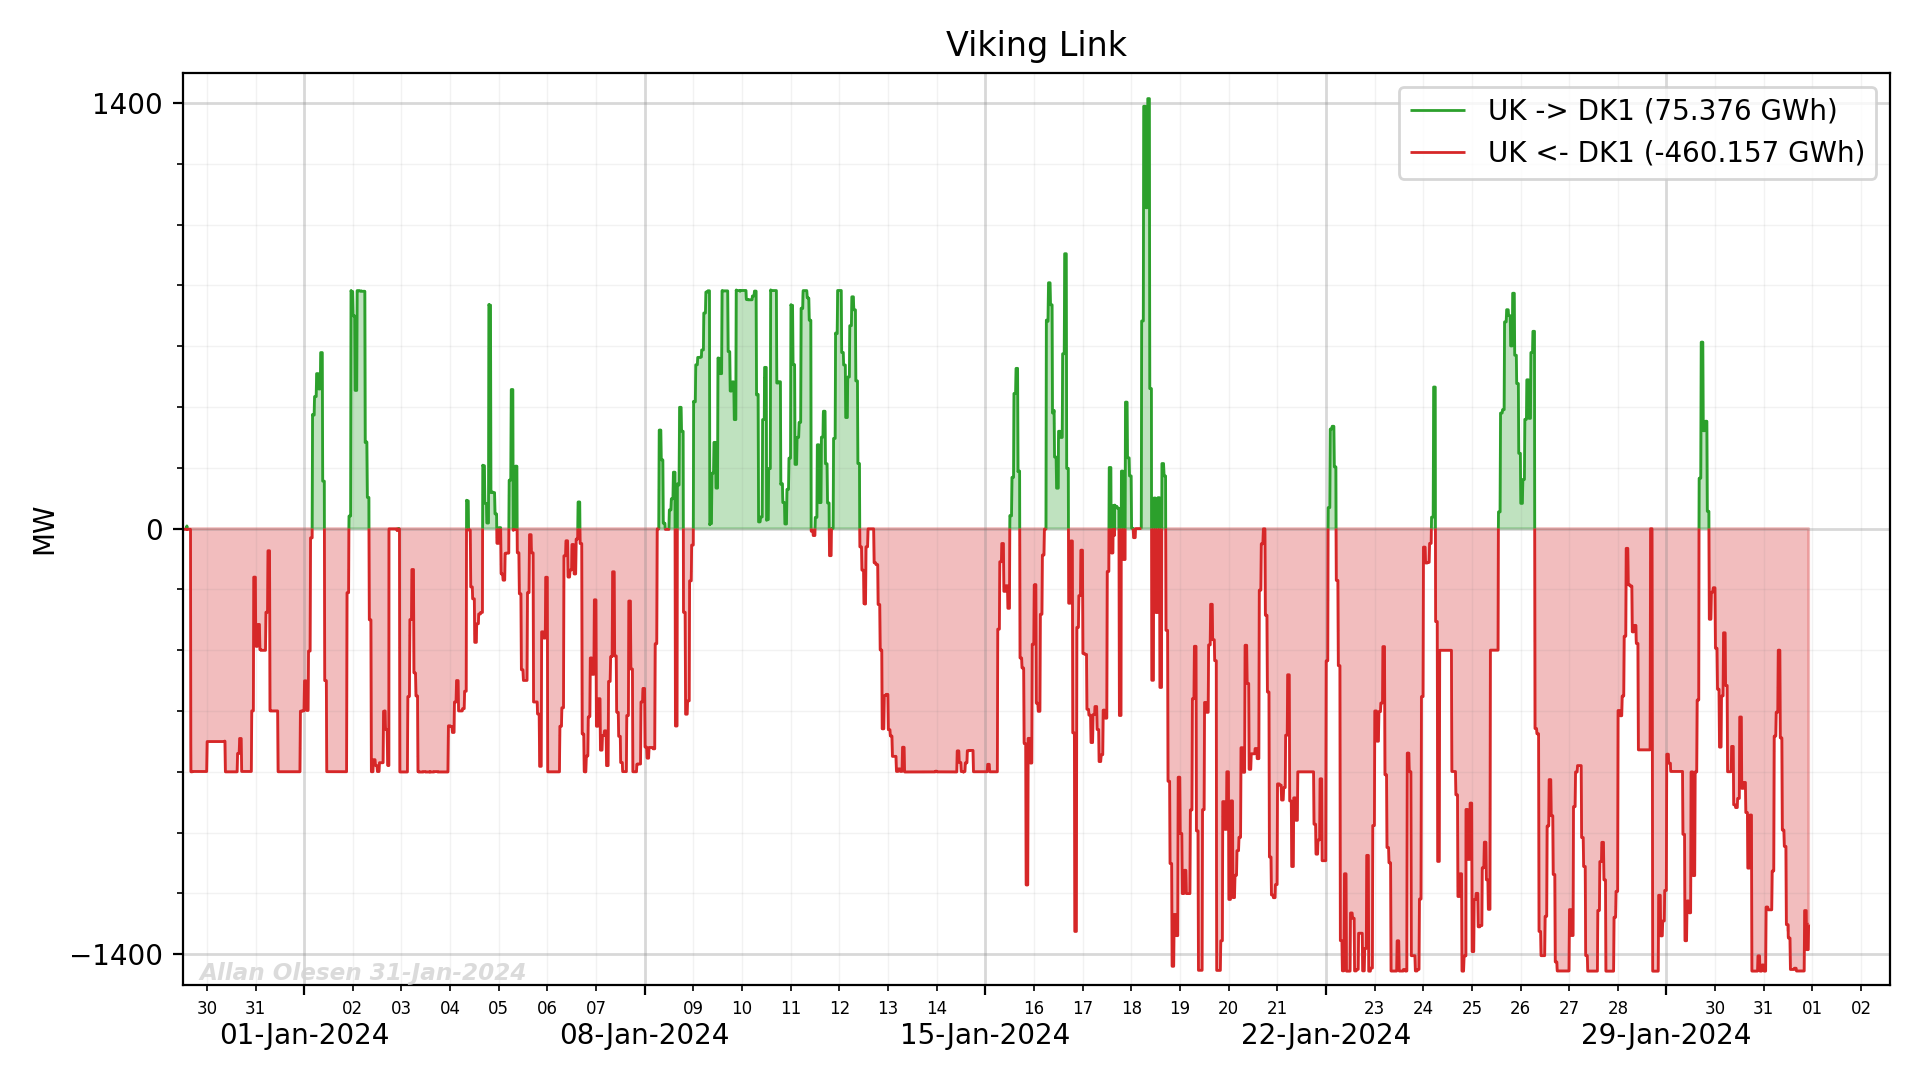 Viking Link
1400
0
−1400
MW
UK -> DK1 (75.376 GWh)
UK <- DK1 (-460.157 GWh)
Allan Olesen 31-Jan-2024
30 31 02 03 04 05 06 07 09 10 11 12 13 14 16 17 18 19 20 21 23 24 25 26 27 28 30 31 01 02
01-Jan-2024 08-Jan-2024 15-Jan-2024 22-Jan-2024 29-Jan-2024